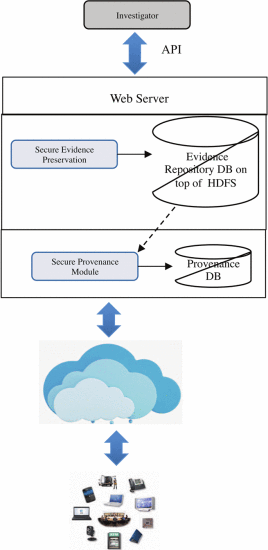 Investigator
API
Web Server
Secure Evidence
Preservation
Evidence
Repository DB on
top of HDFS
Secure Provenance
Module
Provenance
DB